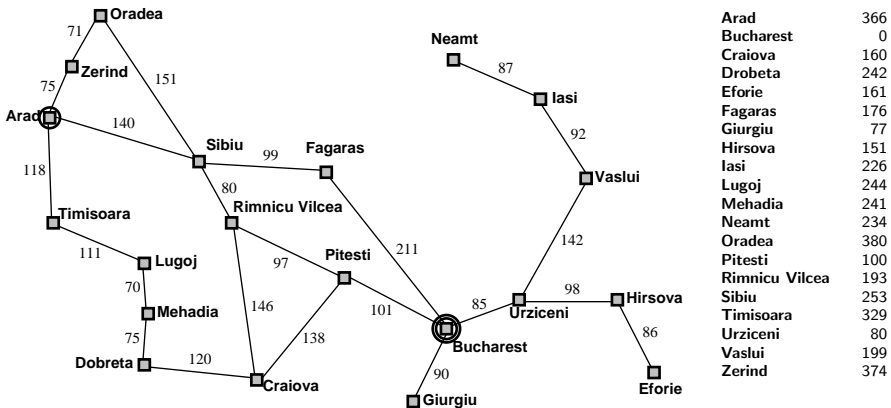 Oradea
71
Neamt
Zerind
87
75
151
Iasi
Arad
140
92
Sibiu
Fagaras
99
118
Vaslui
80
Timisoara
Rimnicu Vilcea
111
211
142
Lugoj
97
Pitesti
70
98
Hirsova
85
Mehadia
146
101
Urziceni
86
75
138
Bucharest
120
Dobreta
90
Craiova
Eforie
Giurgiu
Arad 366
Bucharest 0
Craiova 160
Drobeta 242
Eforie 161
Fagaras 176
Giurgiu 77
Hirsova 151
Iasi 226
Lugoj 244
Mehadia 241
Neamt 234
Oradea 380
Pitesti 100
Rimnicu Vilcea 193
Sibiu 253
Timisoara 329
Urziceni 80
Vaslui 199
Zerind 374